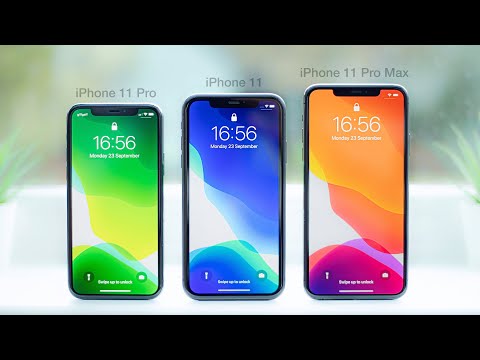 iPhone 11 Pro
iPhone 11
iPhone 11 Pro Max
16:56
Monday 23 September
Swipe up to unlock
16:56
Monday 23 September
Swipe up to unlock
16:56
Monday 23 September
Swipe up to unlock